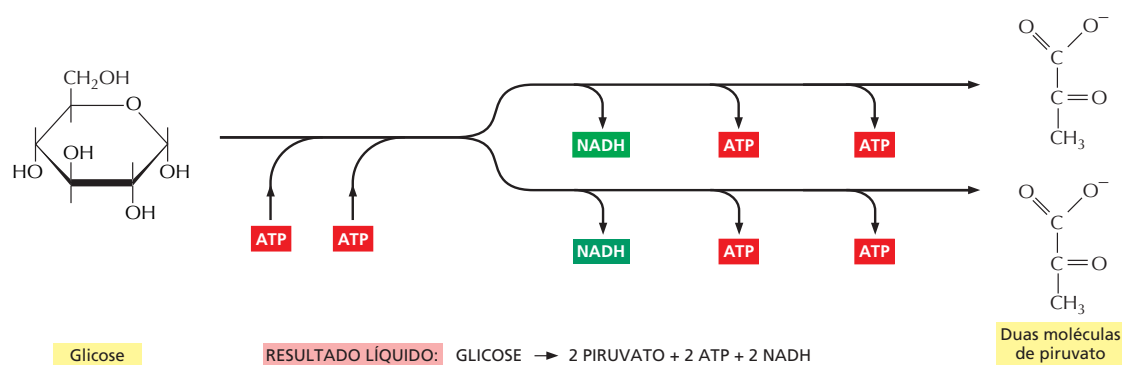 CH2OH
O
OH
HO
OH
OH
ATP
ATP
NADH
ATP
ATP
NADH
ATP
ATP
O
O−
C
C=O
CH3
O
O−
C
C=O
CH3
Glicose
RESULTADO LÍQUIDO: GLICOSE → 2 PIRUVATO + 2 ATP + 2 NADH
Duas moléculas
de piruvato